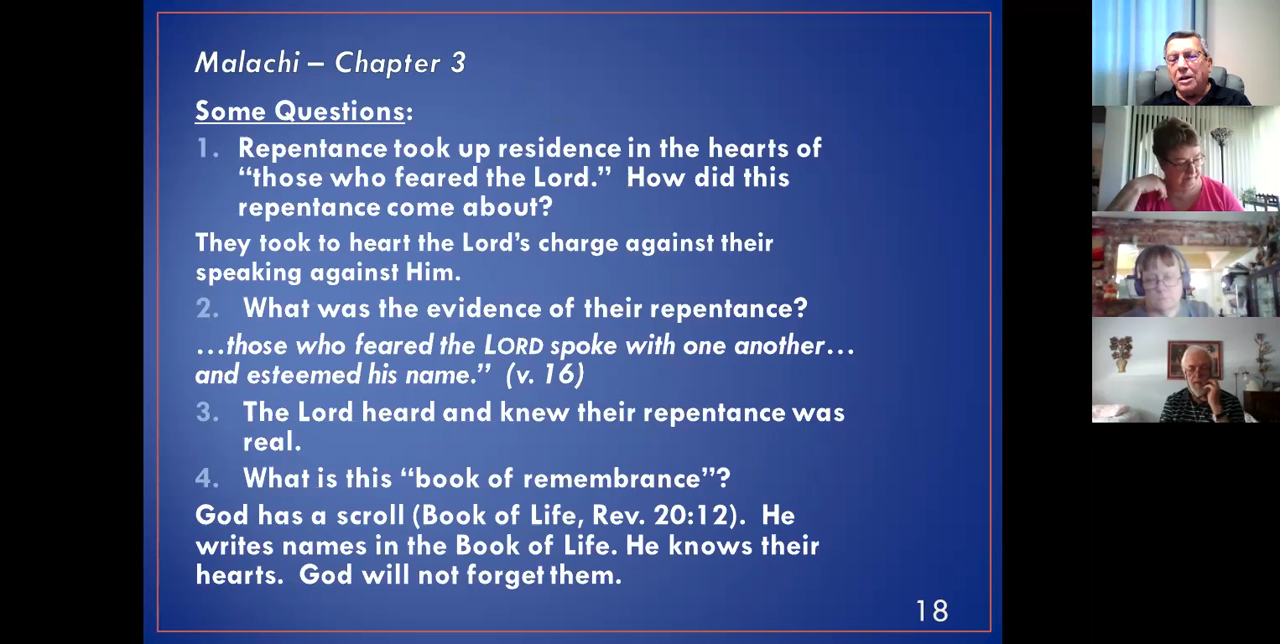 Malachi – Chapter 3
Some Questions:
1. Repentance took up residence in the hearts of
“those who feared the Lord.”  How did this
repentance come about?
They took to heart the Lord’s charge against their
speaking against Him.
2. What was the evidence of their repentance?
…those who feared the LORD spoke with one another…
and esteemed his name.”  (v. 16)
3. The Lord heard and knew their repentance was
real.
4. What is this “book of remembrance”?
God has a scroll (Book of Life, Rev. 20:12).  He
writes names in the Book of Life. He knows their
hearts.  God will not forget them.
18